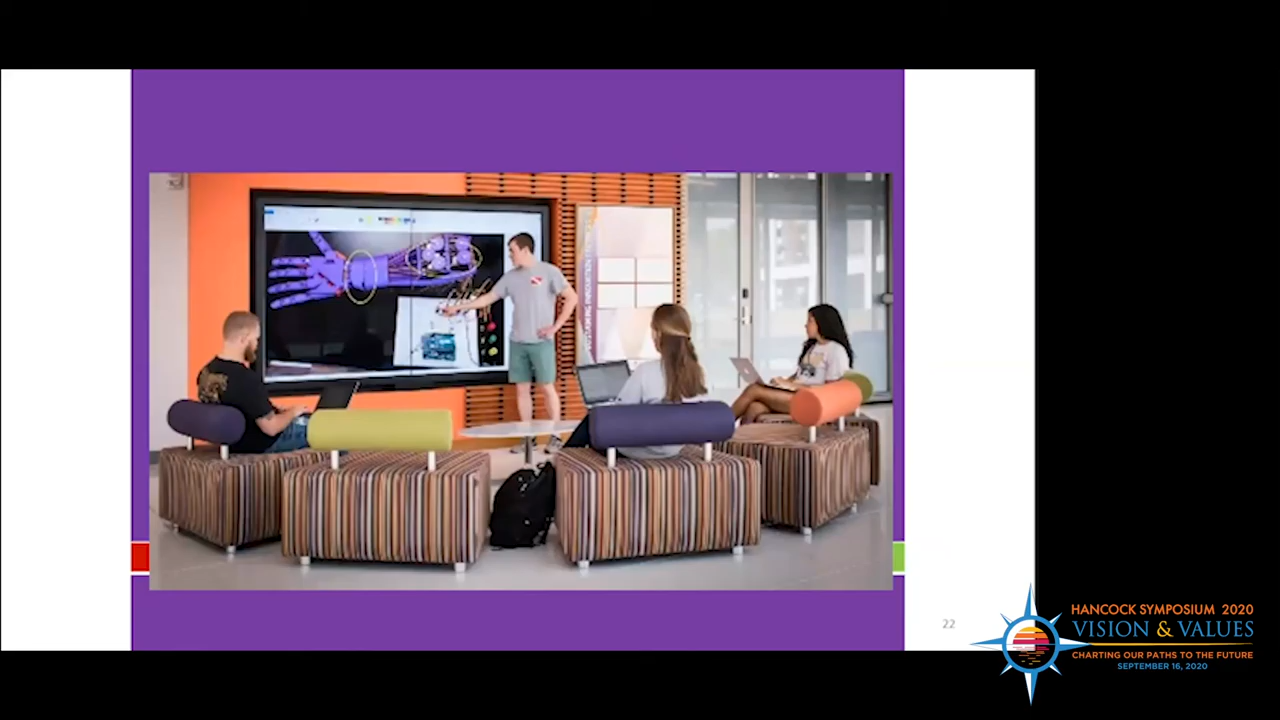 22
HANCOCK SYMPOSIUM 2020
VISION & VALUES
CHARTING OUR PATHS TO THE FUTURE
SEPTEMBER 16, 2020